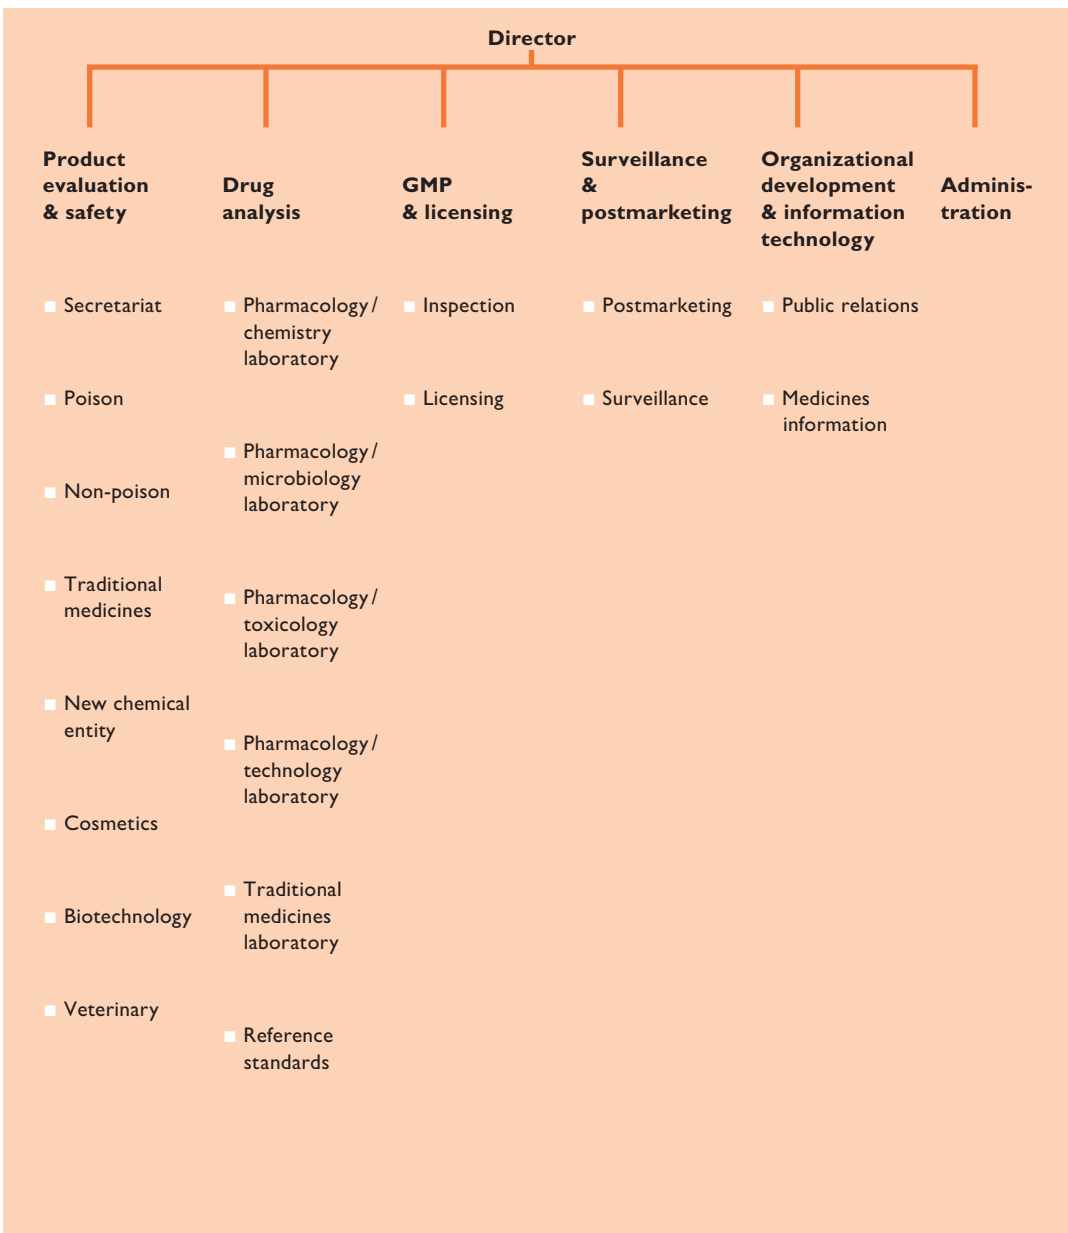 Director
Product
evaluation
& safety
Drug
analysis
GMP
& licensing
Surveillance
&
postmarketing
Organizational
development
& information
technology
Adminis-
tration
Secretariat
Poison
Non-poison
Traditional
medicines
New chemical
entity
Cosmetics
Biotechnology
Veterinary
Pharmacology/
chemistry
laboratory
Pharmacology/
microbiology
laboratory
Pharmacology/
toxicology
laboratory
Pharmacology/
technology
laboratory
Traditional
medicines
laboratory
Reference
standards
Inspection
Licensing
Postmarketing
Surveillance
Public relations
Medicines
information